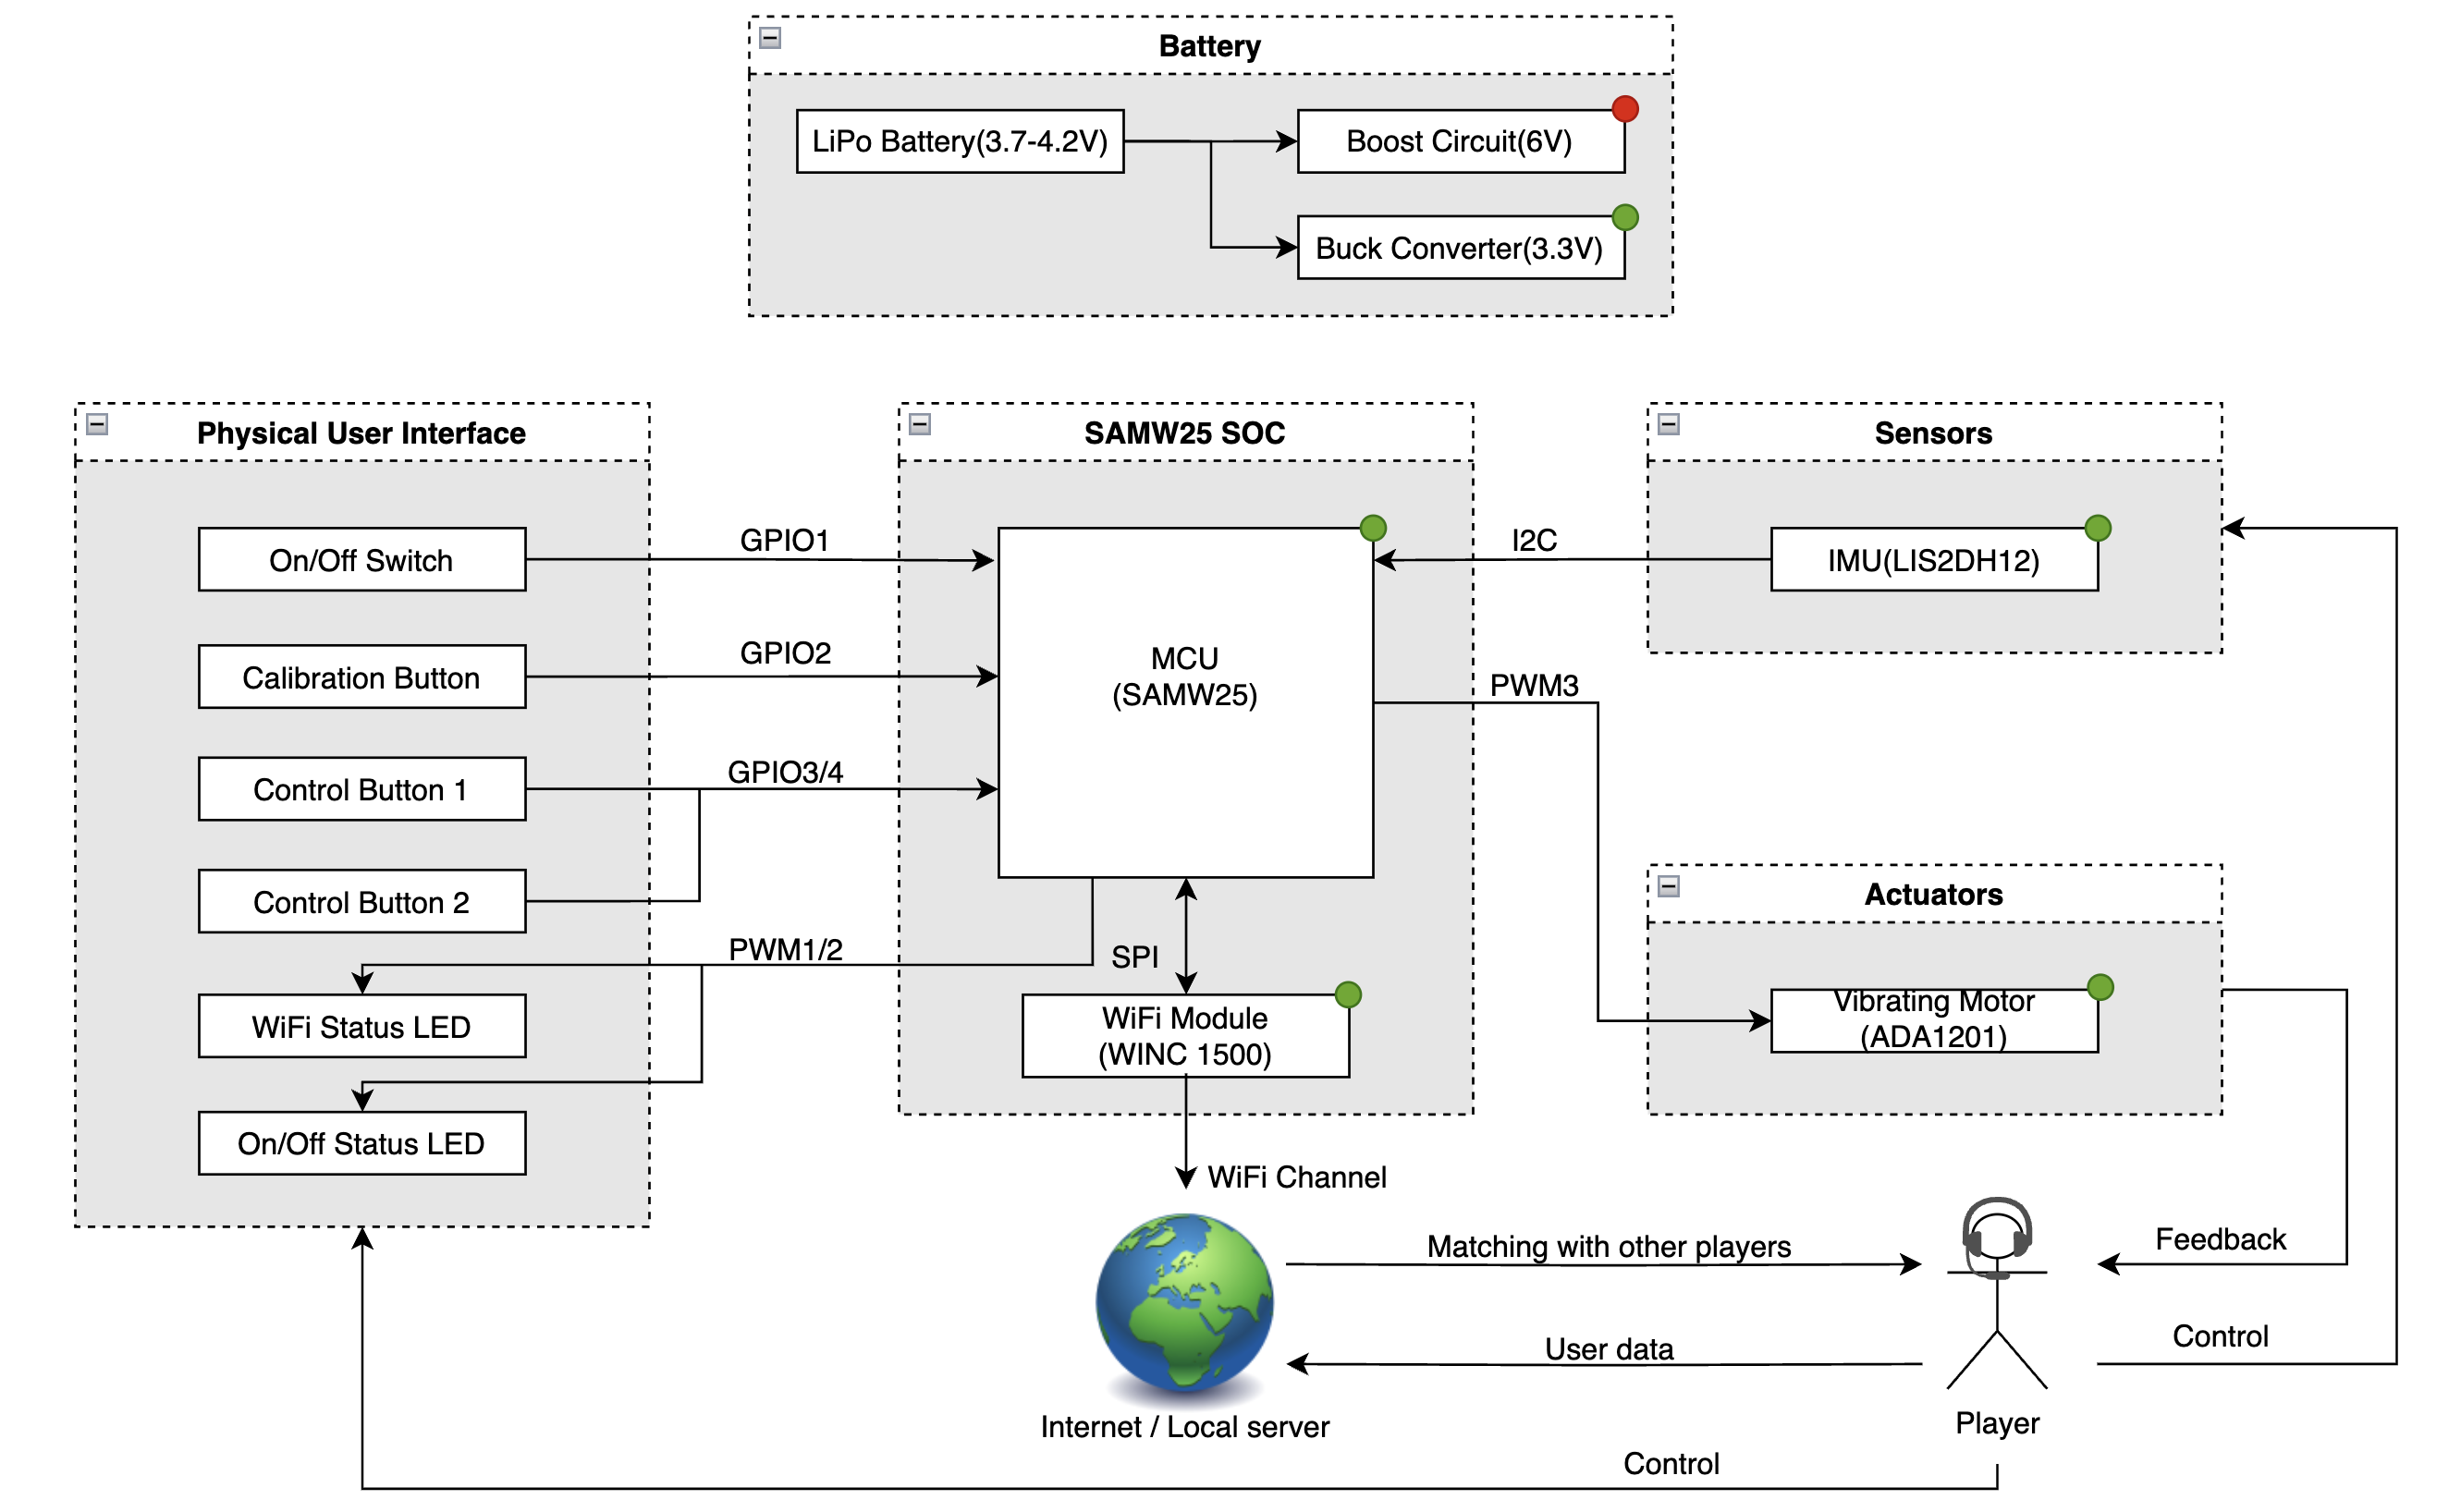 Battery
LiPo Battery(3.7-4.2V)
Boost Circuit(6V)
Buck Converter(3.3V)
Physical User Interface
On/Off Switch
Calibration Button
Control Button 1
Control Button 2
WiFi Status LED
On/Off Status LED
GPIO1
GPIO2
GPIO3/4
PWM1/2
SAMW25 SOC
MCU
(SAMW25)
SPI
WiFi Module
(WINC 1500)
WiFi Channel
I2C
PWM3
Sensors
IMU(LIS2DH12)
Actuators
Vibrating Motor
(ADA1201)
Matching with other players
User data
Internet / Local server
Feedback
Control
Player
Control